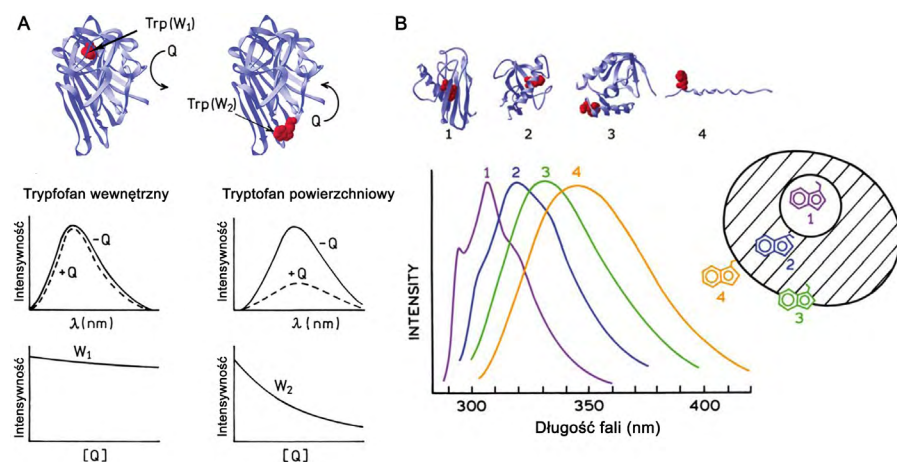 A
Trp(W₁)
Q
Trp(W₂)
Q
Trypfofan wewnętrzny
Tryptofan powierzchniowy
Intensywność
-Q
+Q
λ(nm)
Intensywność
-Q
+Q
λ (nm)
Intensywność
W₁
[Q]
Intensywność
W₂
[Q]
B
1
2
3
4
1
2
3
4
INTENSITY
300
350
400
Długość fali (nm)
1
2
3
4